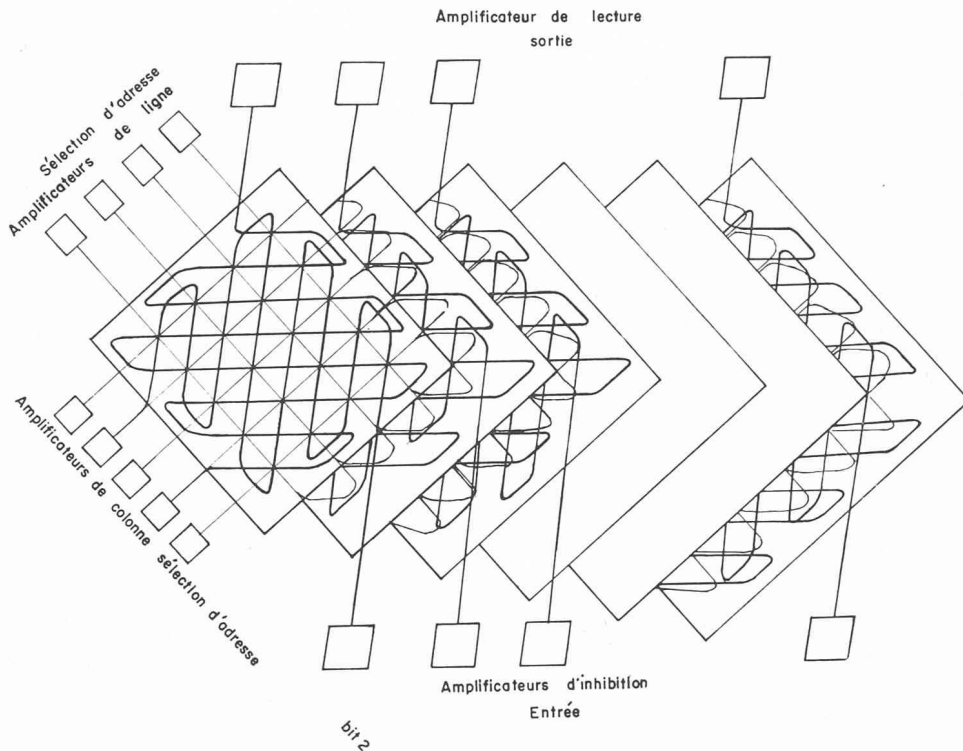 Amplificateur de lecture
sortie
Sélection d'adresse
Amplificateurs de ligne
Amplificateurs de colonne sélection d'adresse
Amplificateurs d'inhibition
Entrée
bit 2